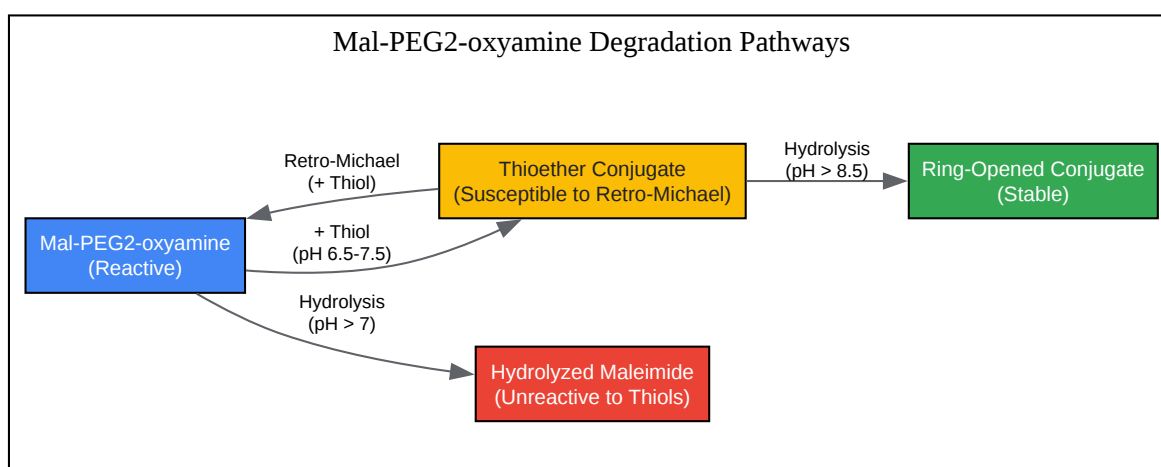 Mal-PEG2-oxyamine Degradation Pathways
Retro-Michael
(+ Thiol)
Thioether Conjugate
(Susceptible to Retro-Michael)
Hydrolysis
(pH > 8.5)
Ring-Opened Conjugate
(Stable)
Mal-PEG2-oxyamine
(Reactive)
+ Thiol
(pH 6.5-7.5)
Hydrolysis
(pH > 7)
Hydrolyzed Maleimide
(Unreactive to Thiols)